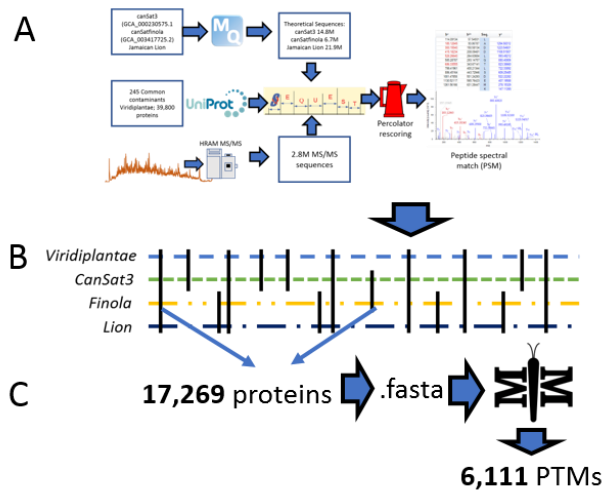 A
canSat3
(GCA_000230575.1
canSatfinola
(GCA_003417725.2)
Jamaican Lion
MQ
Theoretical Sequences:
canSat3 14.8M
canSatfinola 6.7M
Jamaican Lion 21.9M
245 Common
contaminants
Viridiplantae: 39,800
proteins
UniProt
SEQUEST
Percolator
rescoring
Peptide spectral
match (PSM)
HRAM MS/MS
2.8M MS/MS
sequences
B
Viridiplantae
CanSat3
Finola
Lion
C
17,269 proteins
.fasta
MM
6,111 PTMs